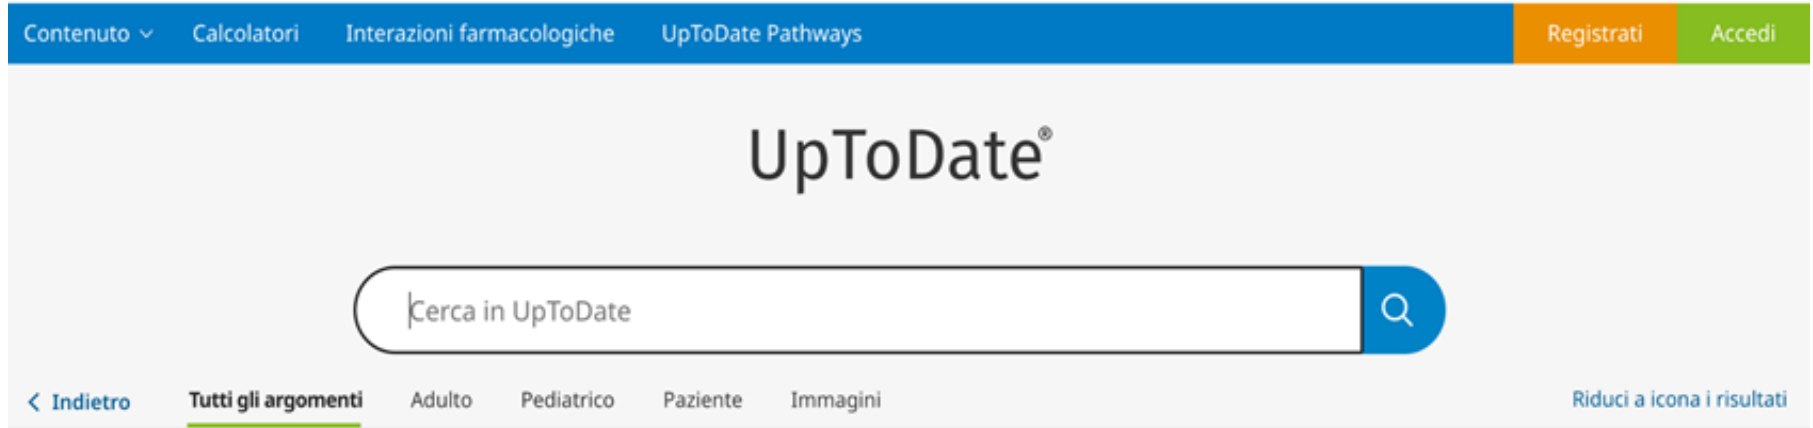 Contenuto Calcolatori Interazioni farmacologiche UpToDate Pathways Registrati Accedi
UpToDate®
Cerca in UpToDate
Indietro Tutti gli argomenti Adulto Pediatrico Paziente Immagini Riduci a icona i risultati